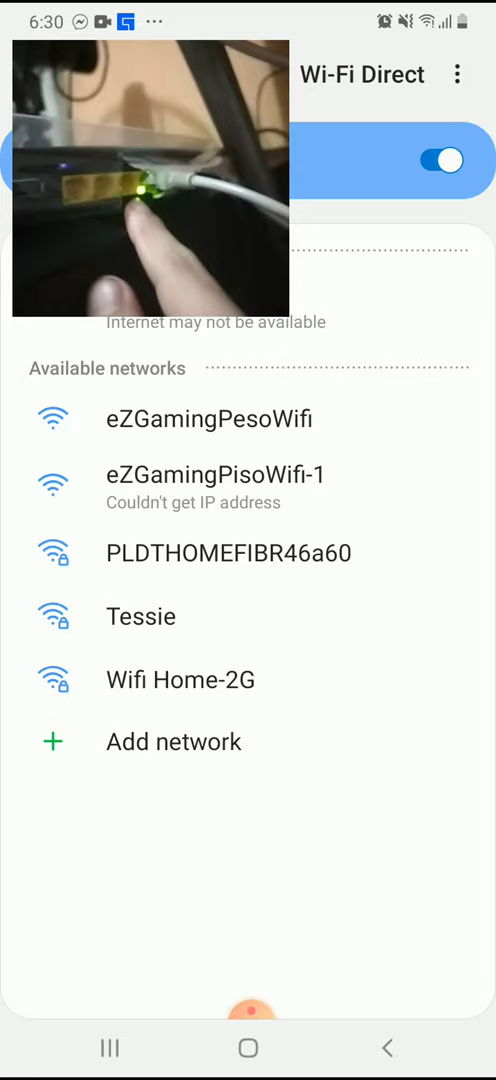 6:30
Wi-Fi Direct
Internet may not be available
Available networks
eZGamingPesoWifi
eZGamingPisoWifi-1
Couldn't get IP address
PLDTHOMEFIBR46a60
Tessie
Wifi Home-2G
Add network